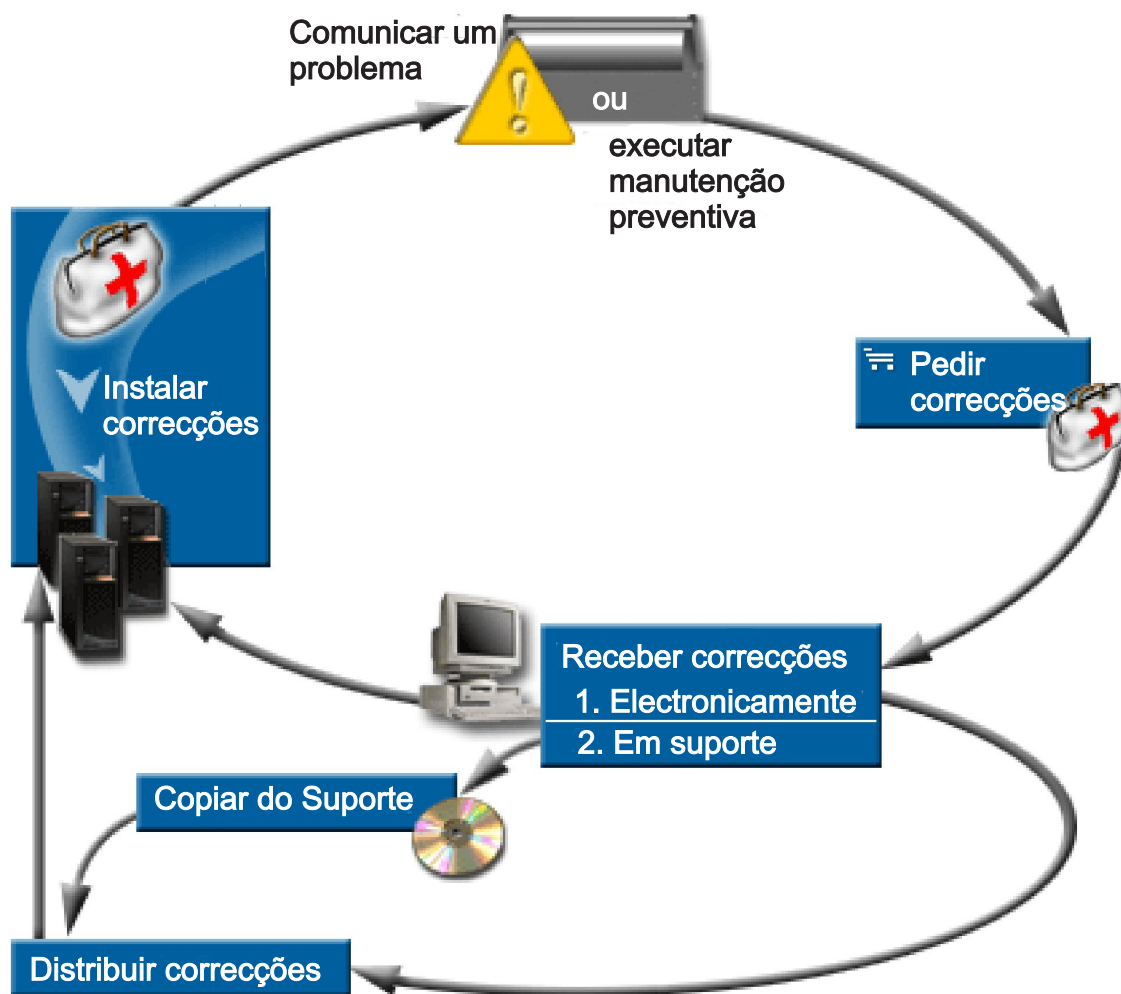 Comunicar um
problema
ou
executar
manutenção
preventiva
Pedir
correcções
Instalar
correcções
Receber correcções
1. Electronicamente
2. Em suporte
Copiar do Suporte
Distribuir correcções